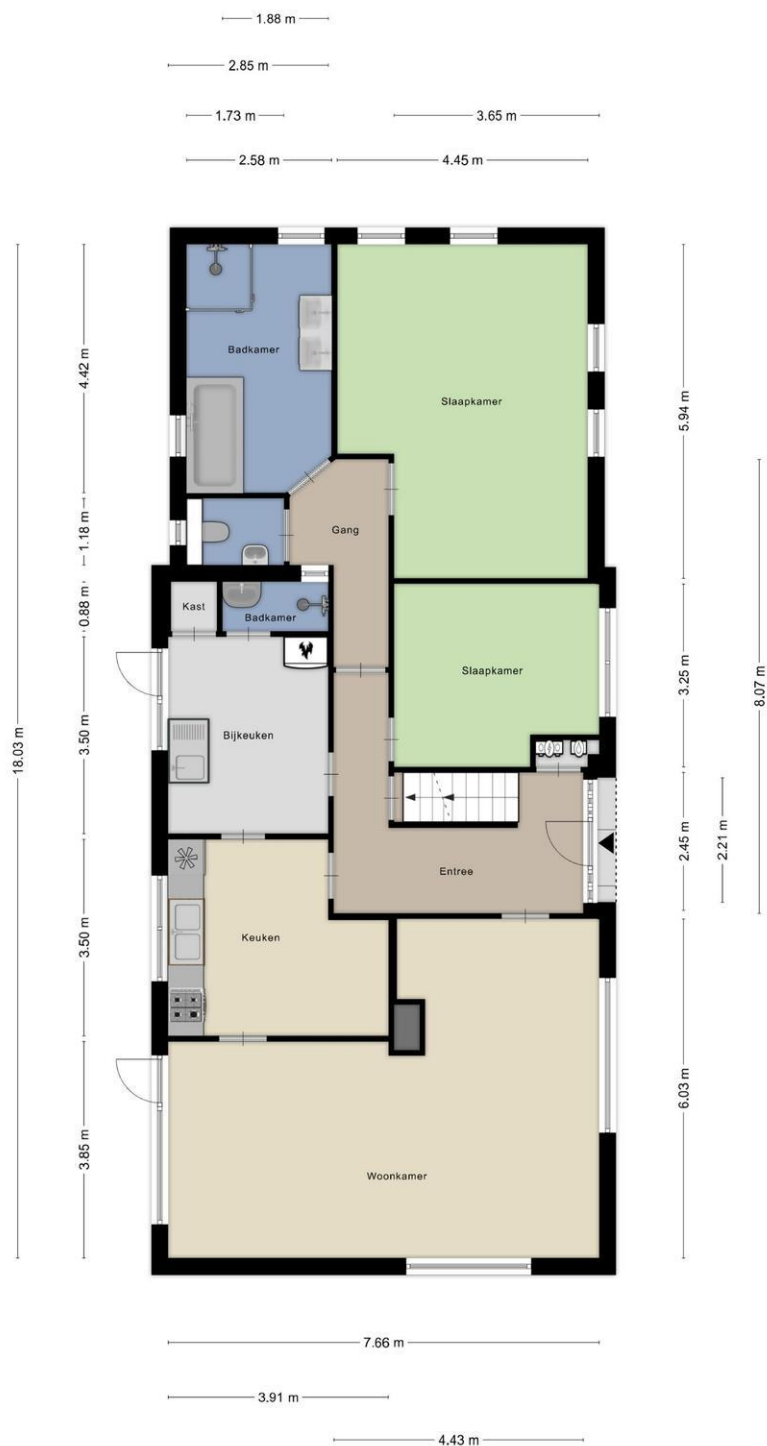 1.88 m
2.85 m
1.73 m
3.65 m
2.58 m
4.45 m
Badkamer
4.42 m
Slaapkamer
5.94 m
1.18 m
Gang
0.88 m
Kast
Badkamer
Slaapkamer
3.25 m
8.07 m
Bijkeuken
3.50 m
18.03 m
2.45 m
2.21 m
Entree
Keuken
3.50 m
6.03 m
3.85 m
Woonkamer
7.66 m
3.91 m
4.43 m